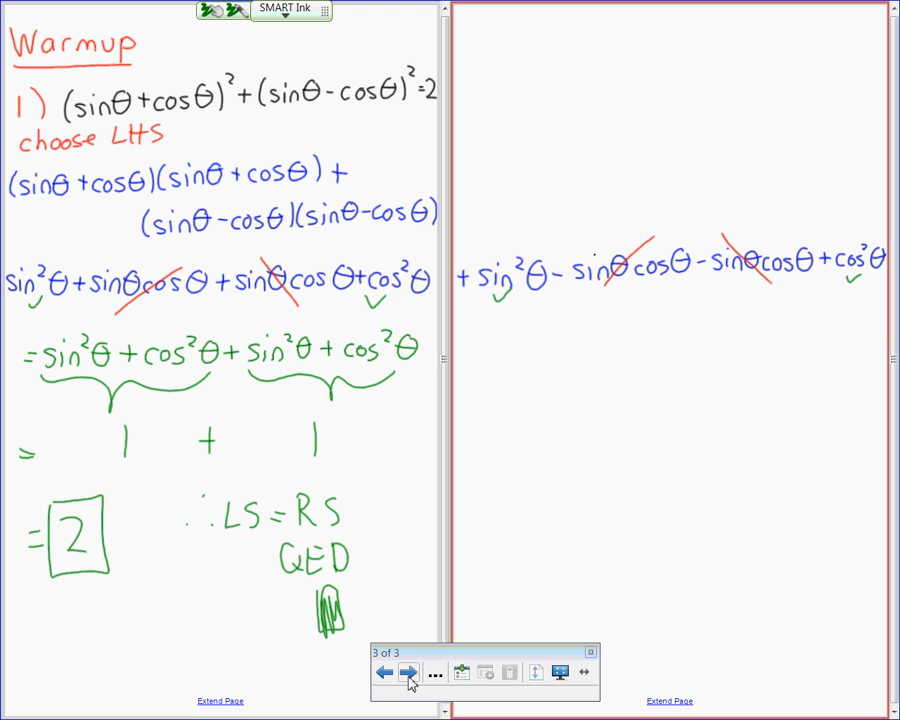 SMART Ink
Warmup
1) (sinθ+cosθ)²+(sinθ-cosθ)²=2
choose LHS
(sinθ+cosθ)(sinθ+cosθ)+
(sinθ-cosθ)(sinθ-cosθ)
sin²θ+sinθcosθ+sinθcosθ+cos²θ
+sin²θ-sinθcosθ-sinθcosθ+cos²θ
=sin²θ+cos²θ+sin²θ+cos²θ
= 1 + 1
=2 ∴LS=RS
QED
3 of 3
Extend Page
Extend Page